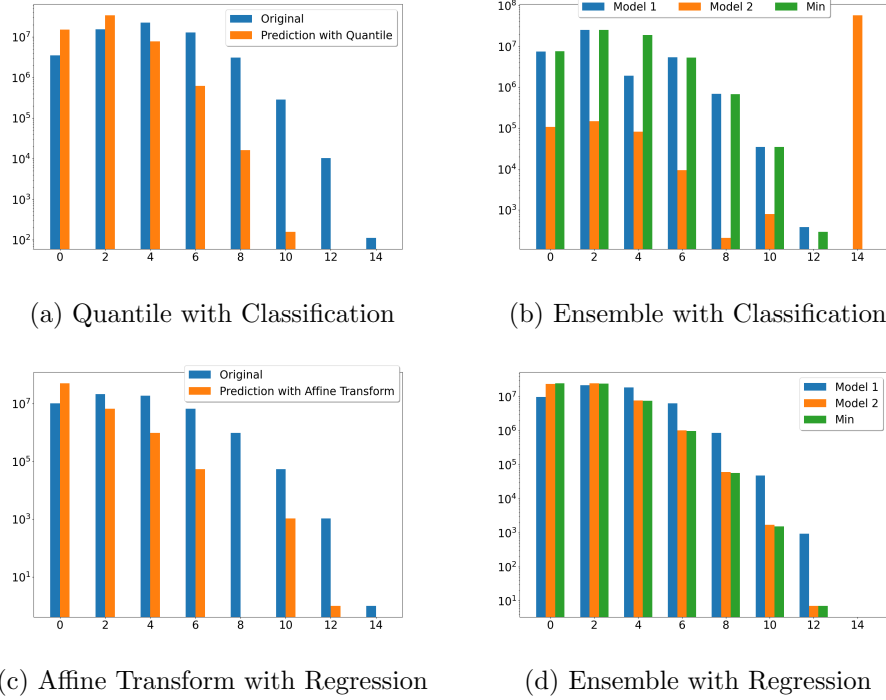 Original
Prediction with Quantile
10^7
10^6
10^5
10^4
10^3
10^2
0 2 4 6 8 10 12 14
(a) Quantile with Classification
Model 1 Model 2 Min
10^8
10^7
10^6
10^5
10^4
10^3
0 2 4 6 8 10 12 14
(b) Ensemble with Classification
Original
Prediction with Affine Transform
10^7
10^5
10^3
10^1
0 2 4 6 8 10 12 14
(c) Affine Transform with Regression
Model 1
Model 2
Min
10^7
10^6
10^5
10^4
10^3
10^2
10^1
0 2 4 6 8 10 12 14
(d) Ensemble with Regression